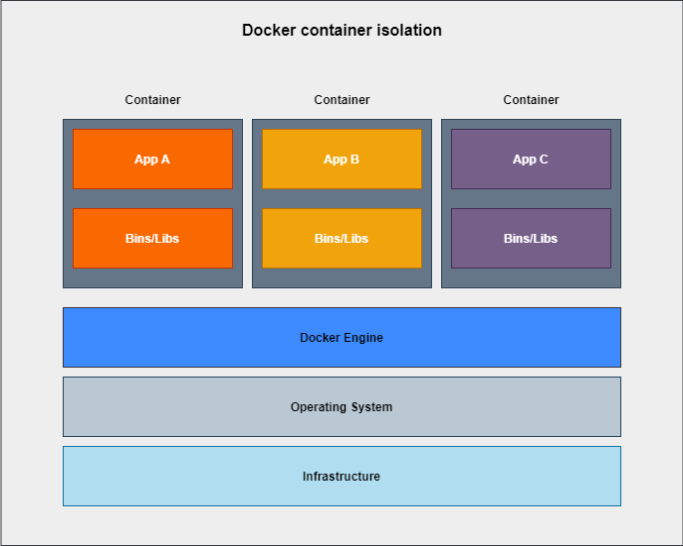 Docker container isolation
Container Container Container
App A App B App C
Bins/Libs Bins/Libs Bins/Libs
Docker Engine
Operating System
Infrastructure